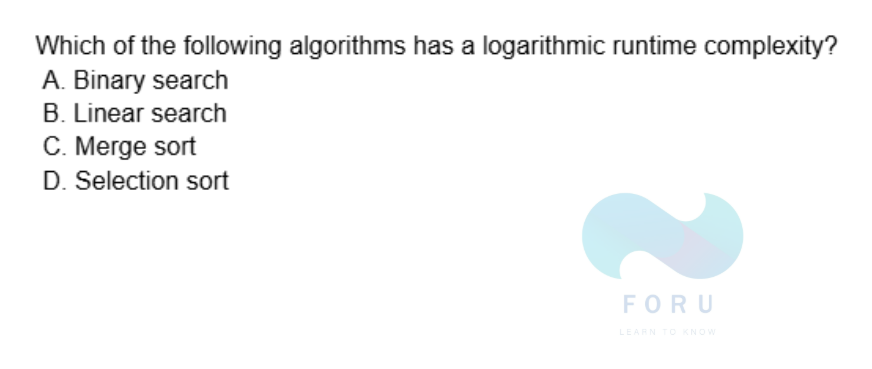 Which of the following algorithms has a logarithmic runtime complexity?
A. Binary search
B. Linear search
C. Merge sort
D. Selection sort
FORU
LEARN TO KNOW